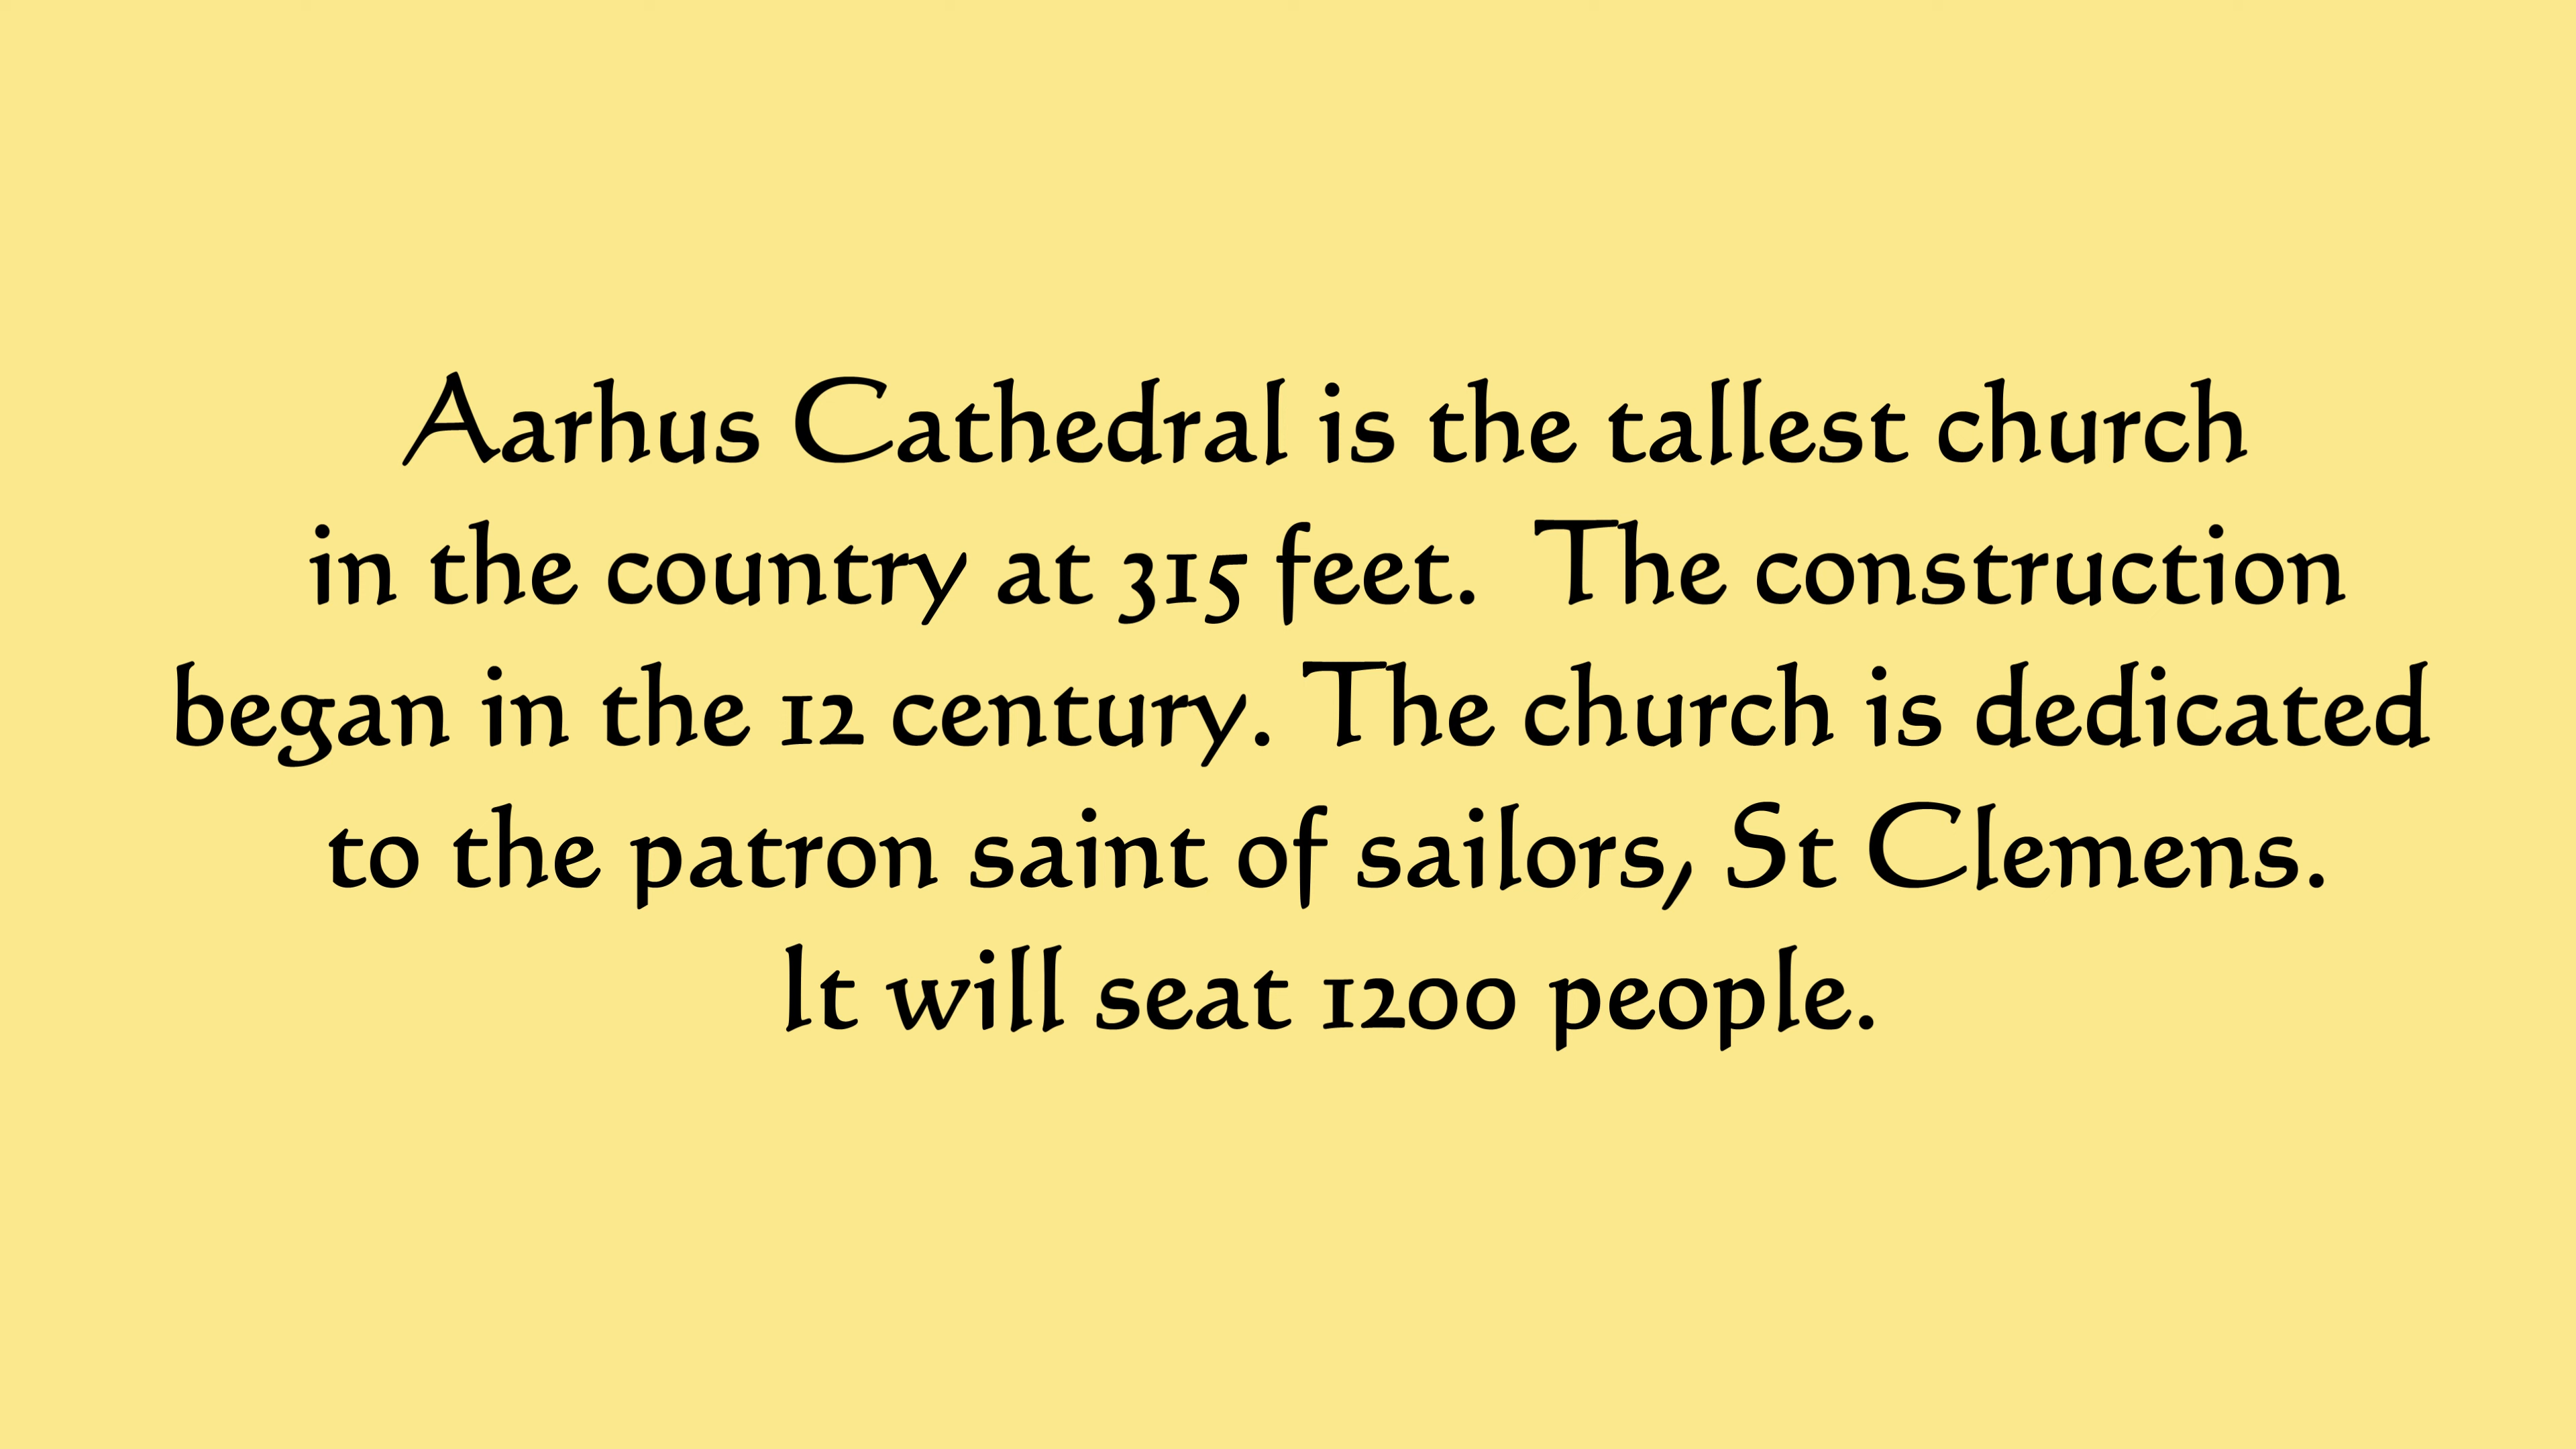 Aarhus Cathedral is the tallest church
in the country at 315 feet.  The construction
began in the 12 century. The church is dedicated
to the patron saint of sailors, St Clemens.
It will seat 1200 people.